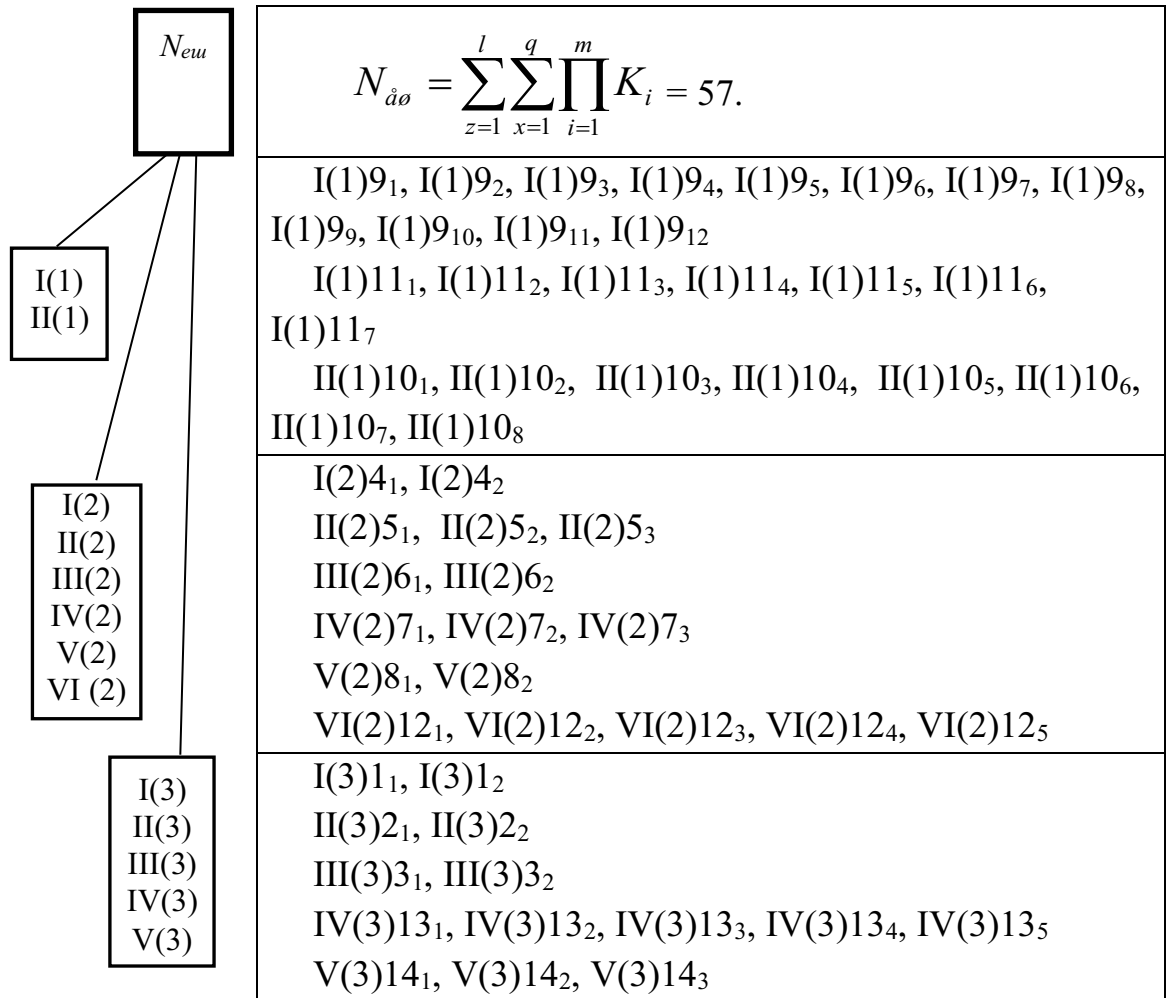 Nеш
Nåø = ∑z=1l ∑x=1q ∏i=1m Ki = 57.
I(1)9₁, I(1)9₂, I(1)9₃, I(1)9₄, I(1)9₅, I(1)9₆, I(1)9₇, I(1)9₈,
I(1)9₉, I(1)9₁₀, I(1)9₁₁, I(1)9₁₂
I(1)11₁, I(1)11₂, I(1)11₃, I(1)11₄, I(1)11₅, I(1)11₆,
I(1)11₇
II(1)10₁, II(1)10₂, II(1)10₃, II(1)10₄, II(1)10₅, II(1)10₆,
II(1)10₇, II(1)10₈
I(1)
II(1)
I(2)4₁, I(2)4₂
II(2)5₁, II(2)5₂, II(2)5₃
III(2)6₁, III(2)6₂
IV(2)7₁, IV(2)7₂, IV(2)7₃
V(2)8₁, V(2)8₂
VI(2)12₁, VI(2)12₂, VI(2)12₃, VI(2)12₄, VI(2)12₅
I(2)
II(2)
III(2)
IV(2)
V(2)
VI (2)
I(3)1₁, I(3)1₂
II(3)2₁, II(3)2₂
III(3)3₁, III(3)3₂
IV(3)13₁, IV(3)13₂, IV(3)13₃, IV(3)13₄, IV(3)13₅
V(3)14₁, V(3)14₂, V(3)14₃
I(3)
II(3)
III(3)
IV(3)
V(3)